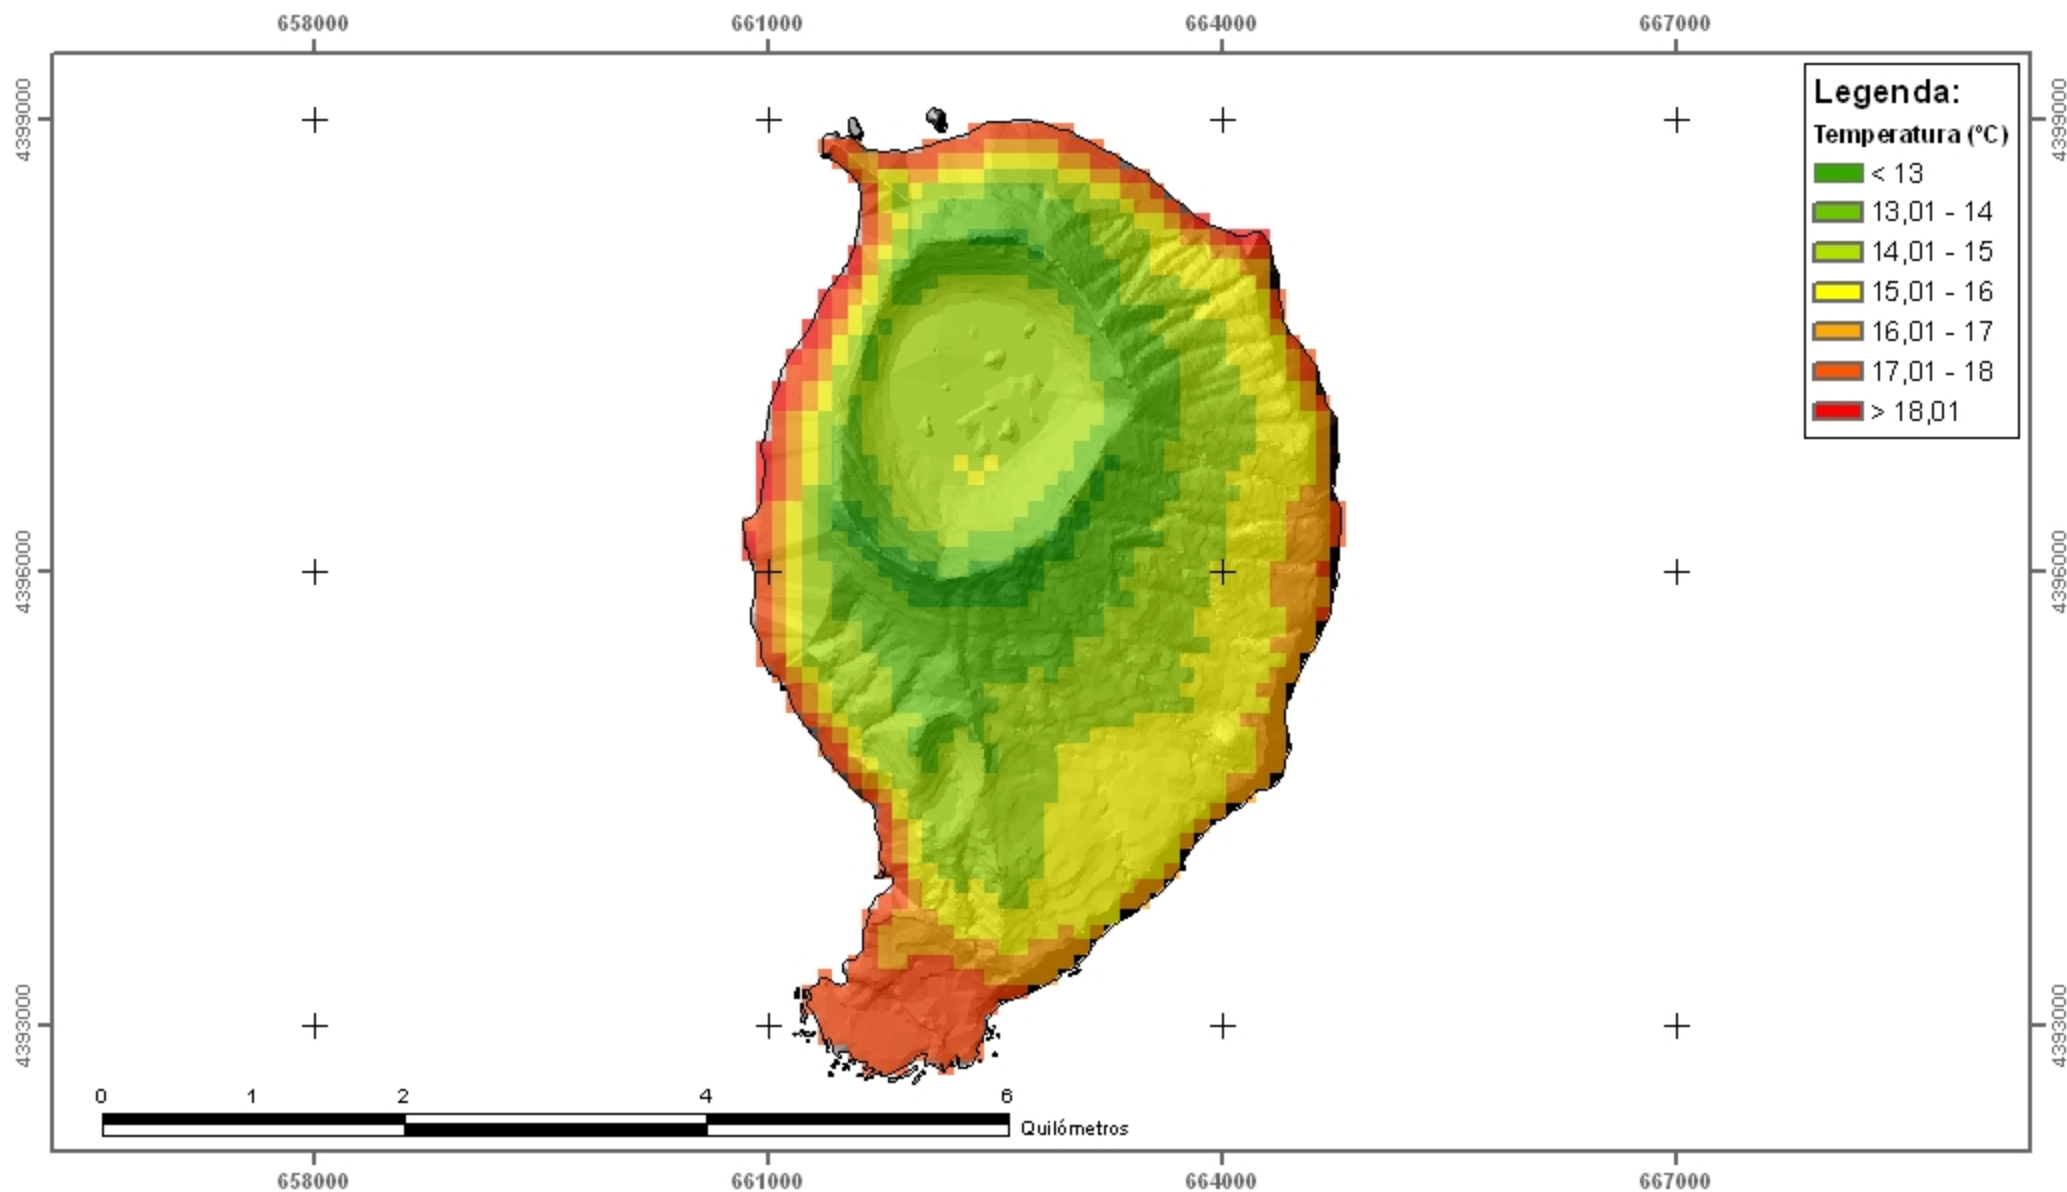 658000 661000 664000 667000
4399000 4399000
Legenda:
Temperatura (ºC)
< 13
13,01 - 14
14,01 - 15
15,01 - 16
16,01 - 17
17,01 - 18
> 18,01
4396000 4396000
4393000 4393000
0 1 2 4 6
Quilómetros
658000 661000 664000 667000